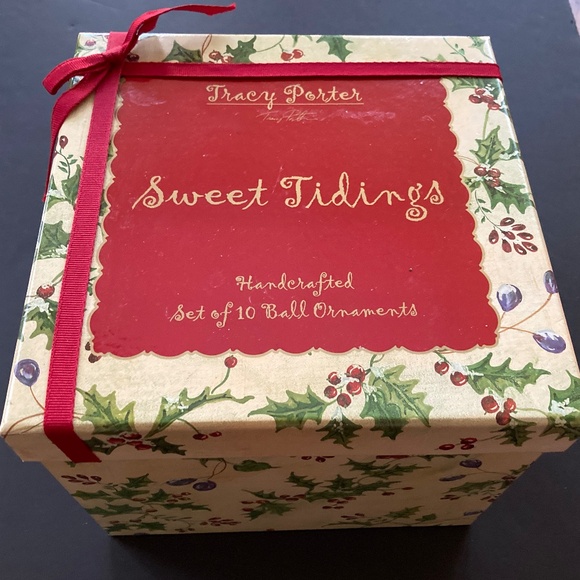 Tracy Porter
Sweet Tidings
Handcrafted
Set of 10 Ball Ornaments